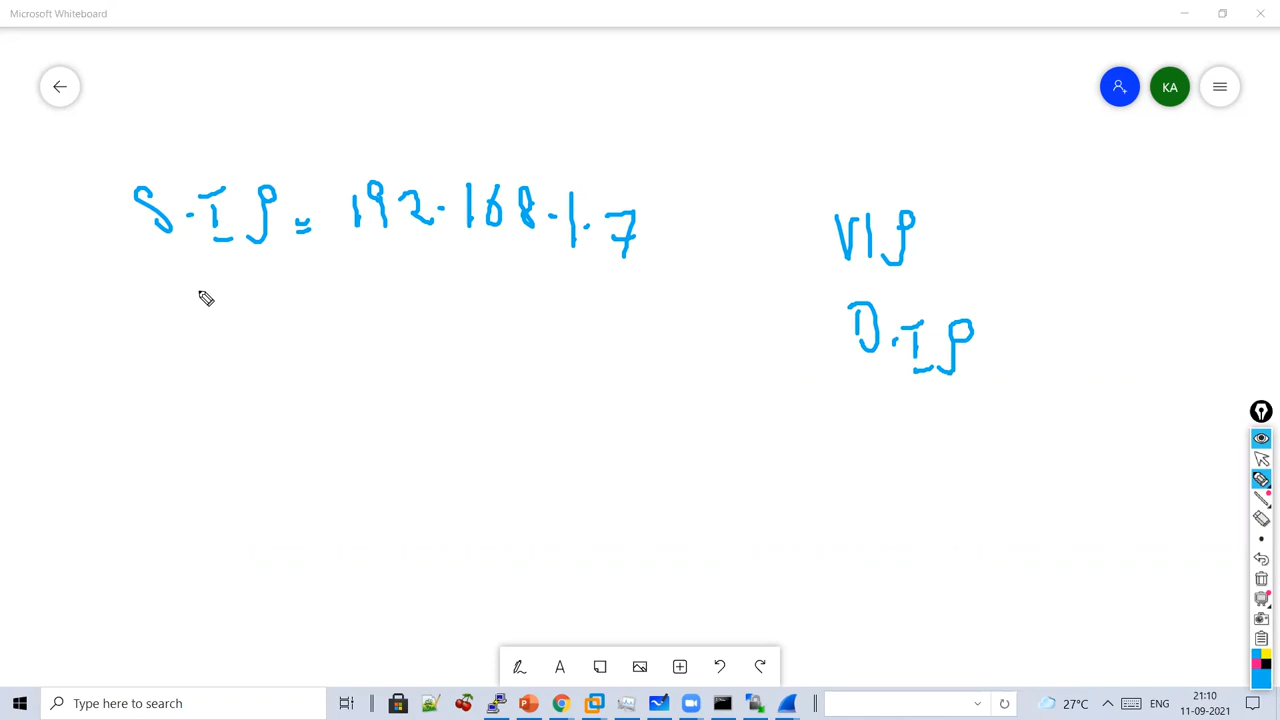 Microsoft Whiteboard
KA
S.IP = 192.168.1.7
VIP
D.IP
A
Type here to search
27°C
ENG
21:10
11-09-2021